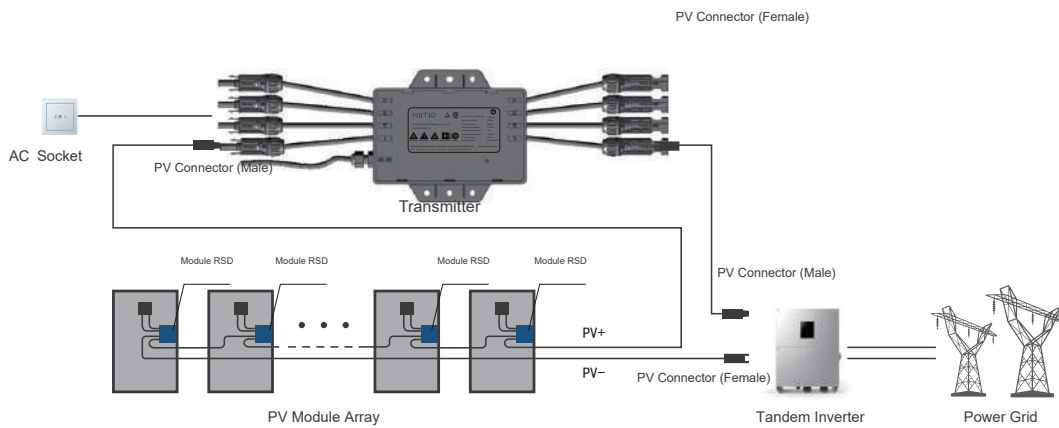 PV Connector (Female)
HIITIO
AC Socket
PV Connector (Male)
Transmitter
Module RSD
Module RSD
Module RSD
Module RSD
PV Connector (Male)
PV+
PV−
PV Connector (Female)
PV Module Array
Tandem Inverter
Power Grid